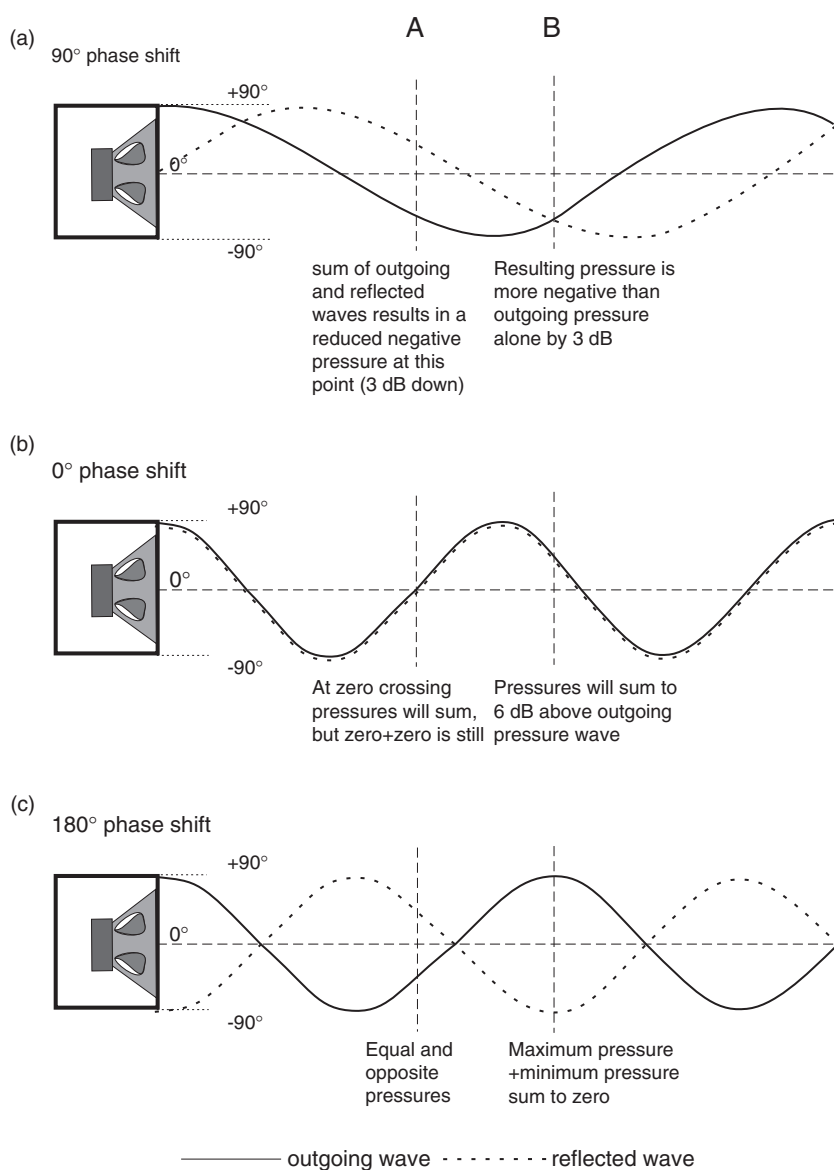 A
B
(a)
90° phase shift
+90°
0°
-90°
sum of outgoing
and reflected
waves results in a
reduced negative
pressure at this
point (3 dB down)
Resulting pressure is
more negative than
outgoing pressure
alone by 3 dB
(b)
0° phase shift
+90°
0°
-90°
At zero crossing
pressures will sum,
but zero+zero is still
Pressures will sum to
6 dB above outgoing
pressure wave
(c)
180° phase shift
+90°
0°
-90°
Equal and
opposite
pressures
Maximum pressure
+minimum pressure
sum to zero
outgoing wave
reflected wave